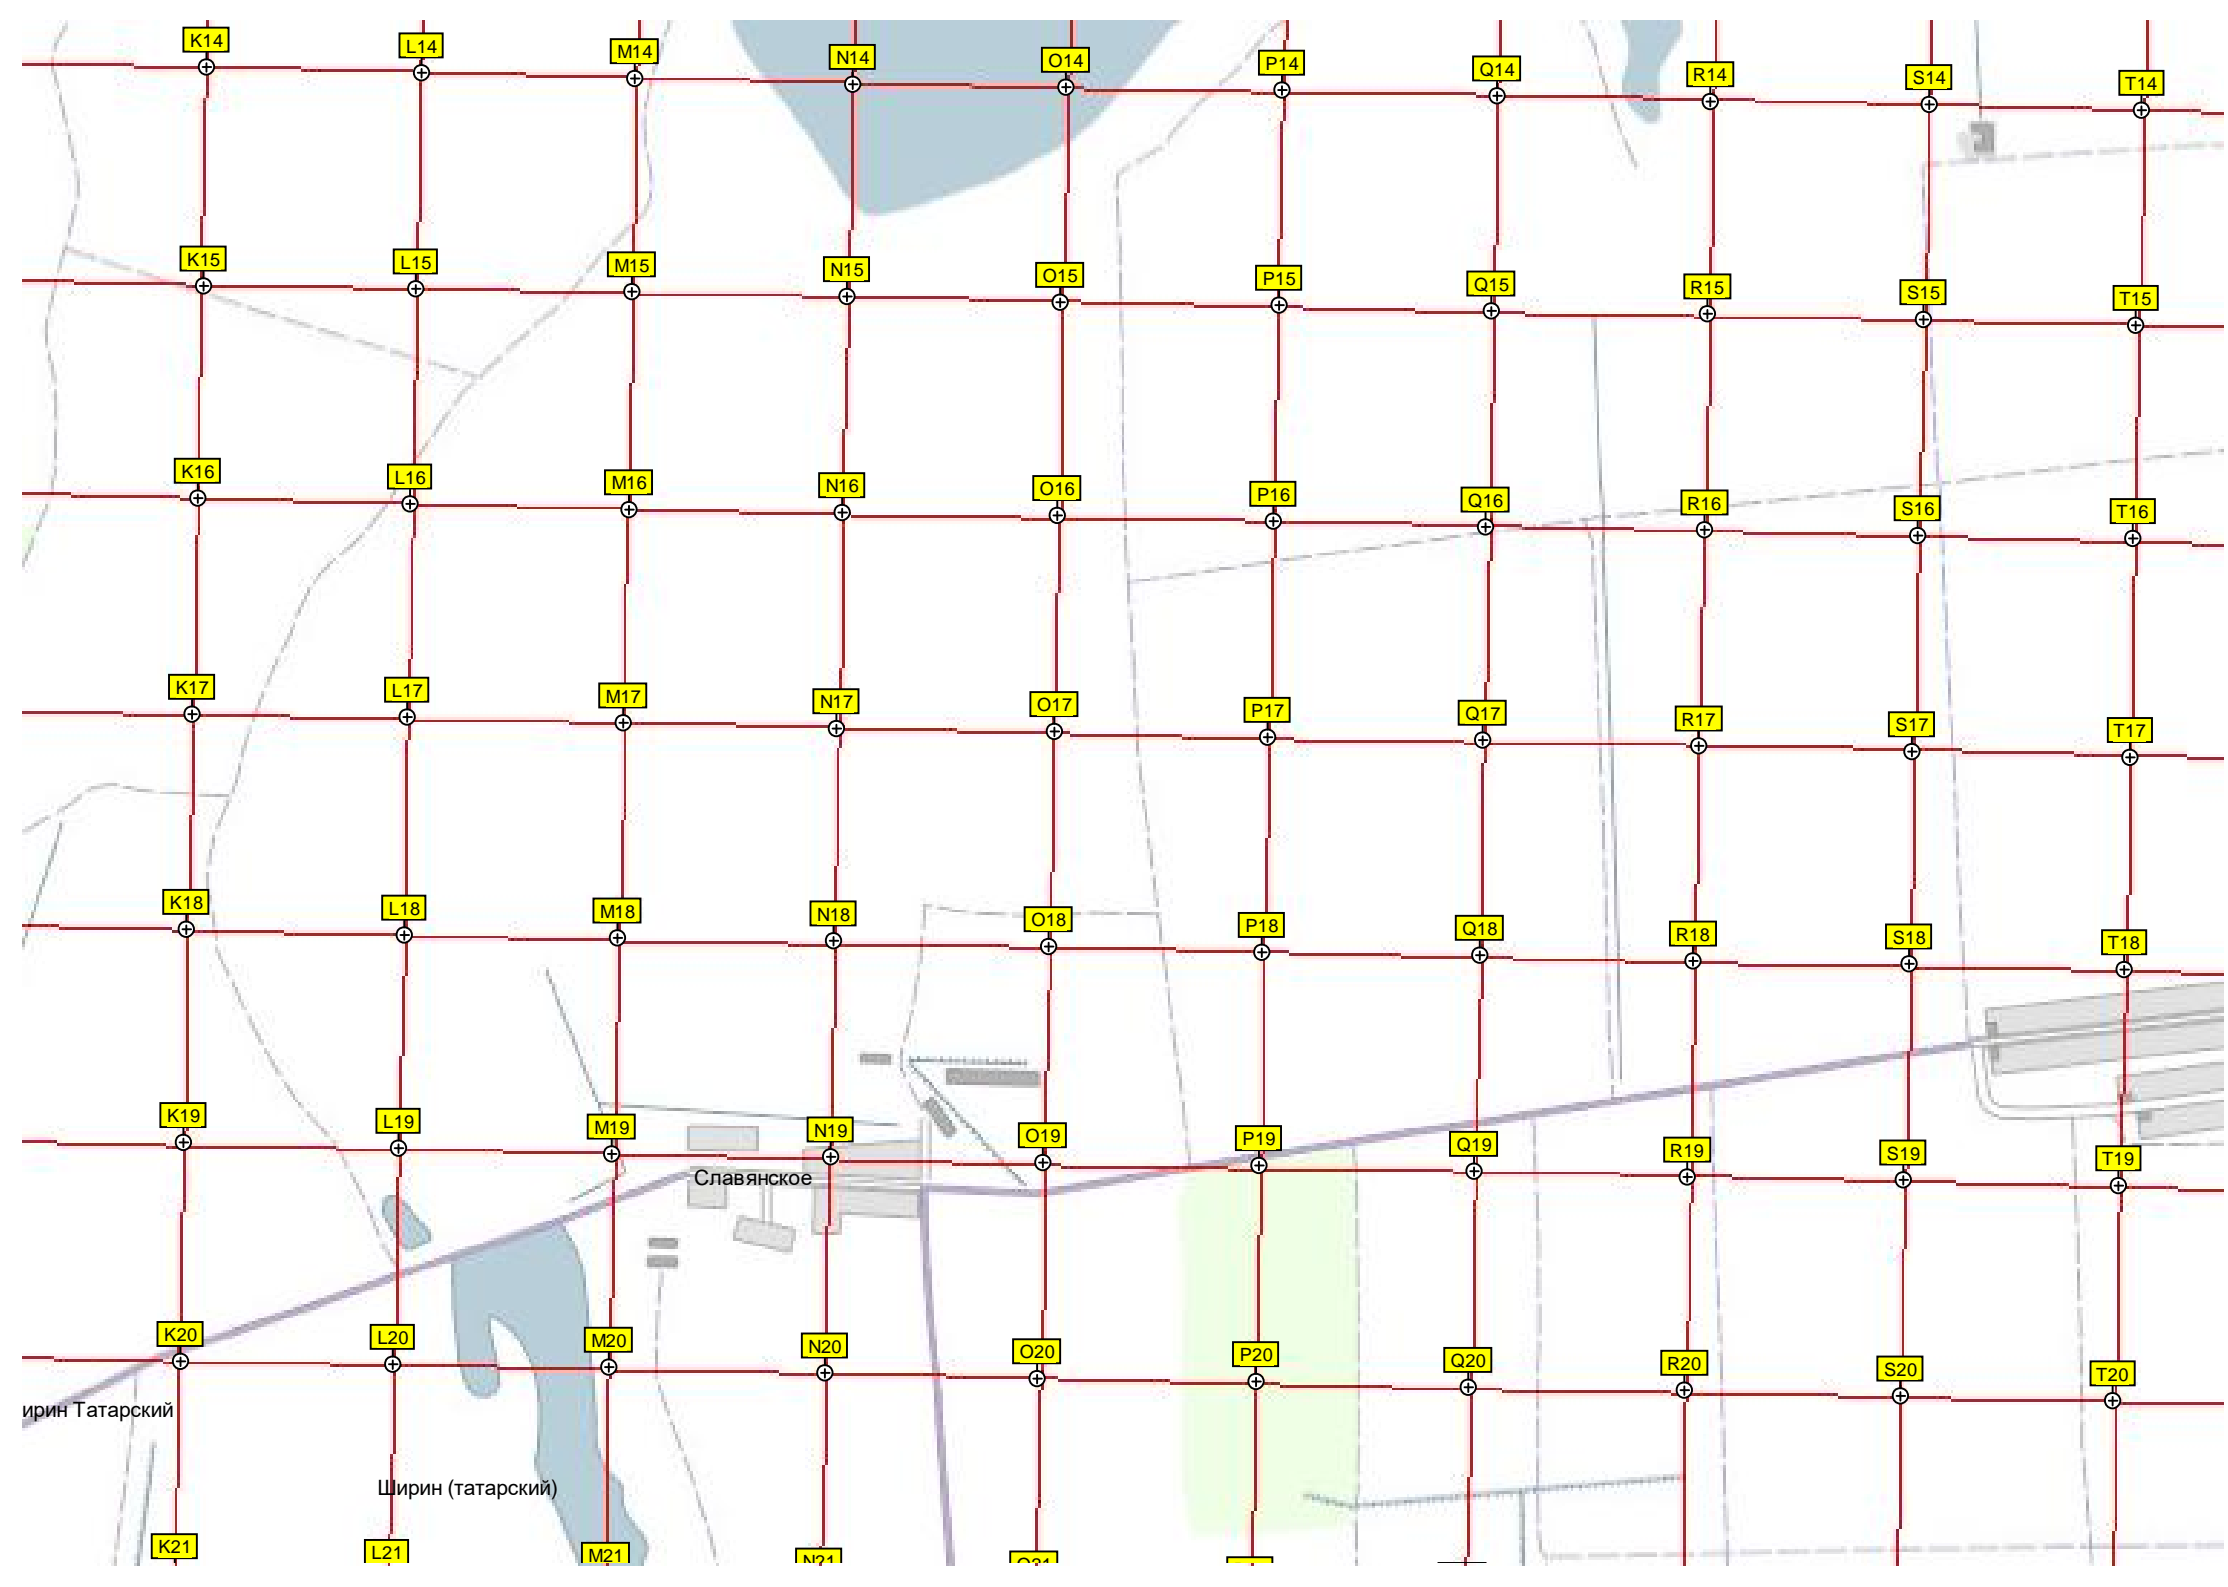 K14 L14 M14 N14 O14 P14 Q14 R14 S14 T14
K15 L15 M15 N15 O15 P15 Q15 R15 S15 T15
K16 L16 M16 N16 O16 P16 Q16 R16 S16 T16
K17 L17 M17 N17 O17 P17 Q17 R17 S17 T17
K18 L18 M18 N18 O18 P18 Q18 R18 S18 T18
K19 L19 M19 N19 O19 P19 Q19 R19 S19 T19
Славянское
K20 L20 M20 N20 O20 P20 Q20 R20 S20 T20
ирин Татарский
Ширин (татарский)
K21 L21 M21 N21 O21